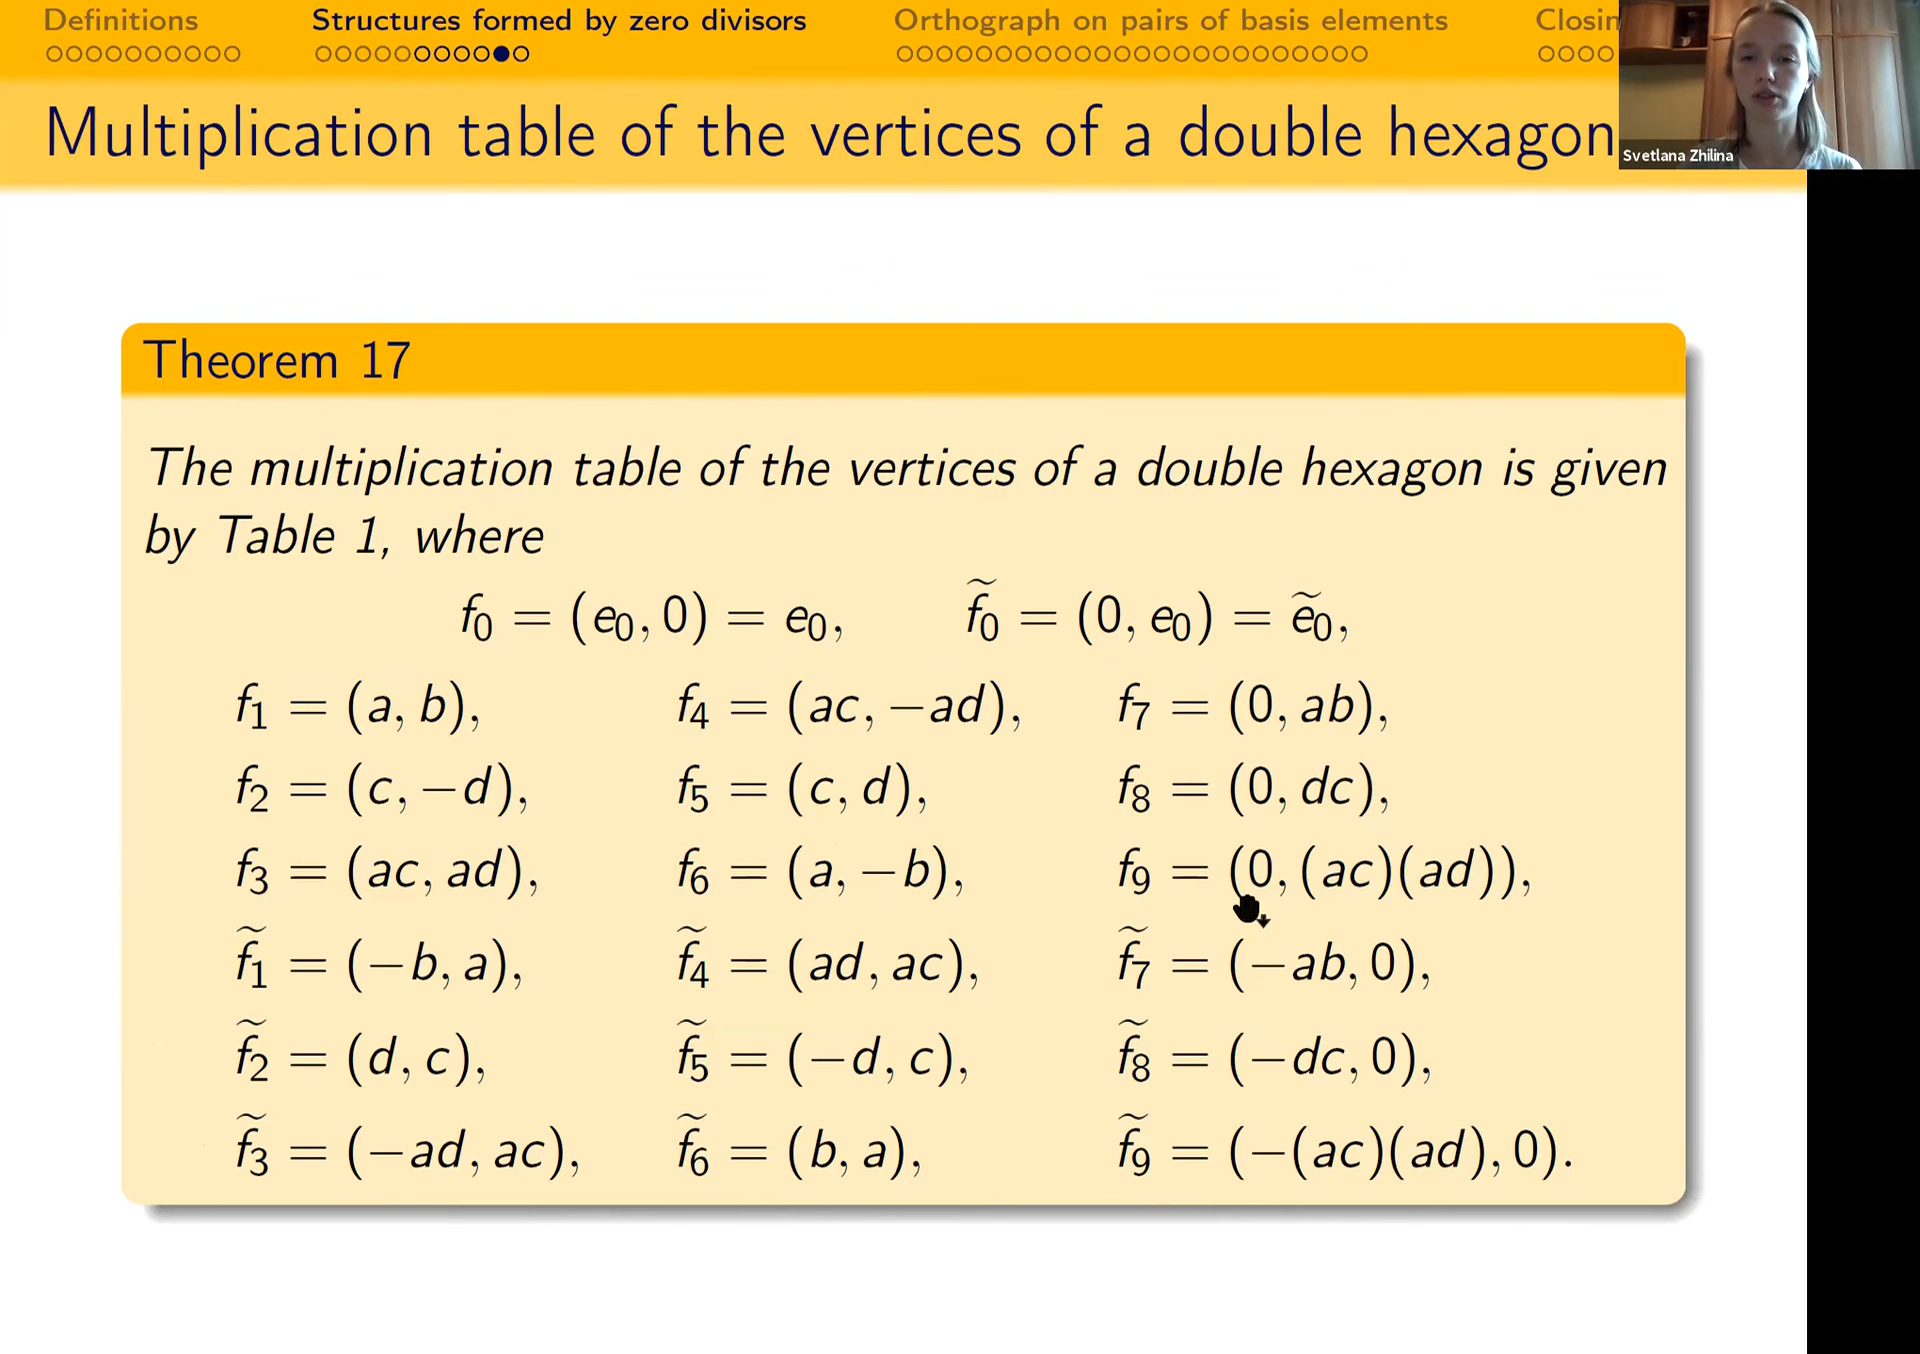 Definitions
Structures formed by zero divisors
Orthograph on pairs of basis elements
Closin
Svetlana Zhilina
Multiplication table of the vertices of a double hexagon
Theorem 17
The multiplication table of the vertices of a double hexagon is given
by Table 1, where
f₀ = (e₀, 0) = e₀, f̃₀ = (0, e₀) = ẽ₀,
f₁ = (a, b), f₄ = (ac, −ad), f₇ = (0, ab),
f₂ = (c, −d), f₅ = (c, d), f₈ = (0, dc),
f₃ = (ac, ad), f₆ = (a, −b), f₉ = (0, (ac)(ad)),
f̃₁ = (−b, a), f̃₄ = (ad, ac), f̃₇ = (−ab, 0),
f̃₂ = (d, c), f̃₅ = (−d, c), f̃₈ = (−dc, 0),
f̃₃ = (−ad, ac), f̃₆ = (b, a), f̃₉ = (−(ac)(ad), 0).